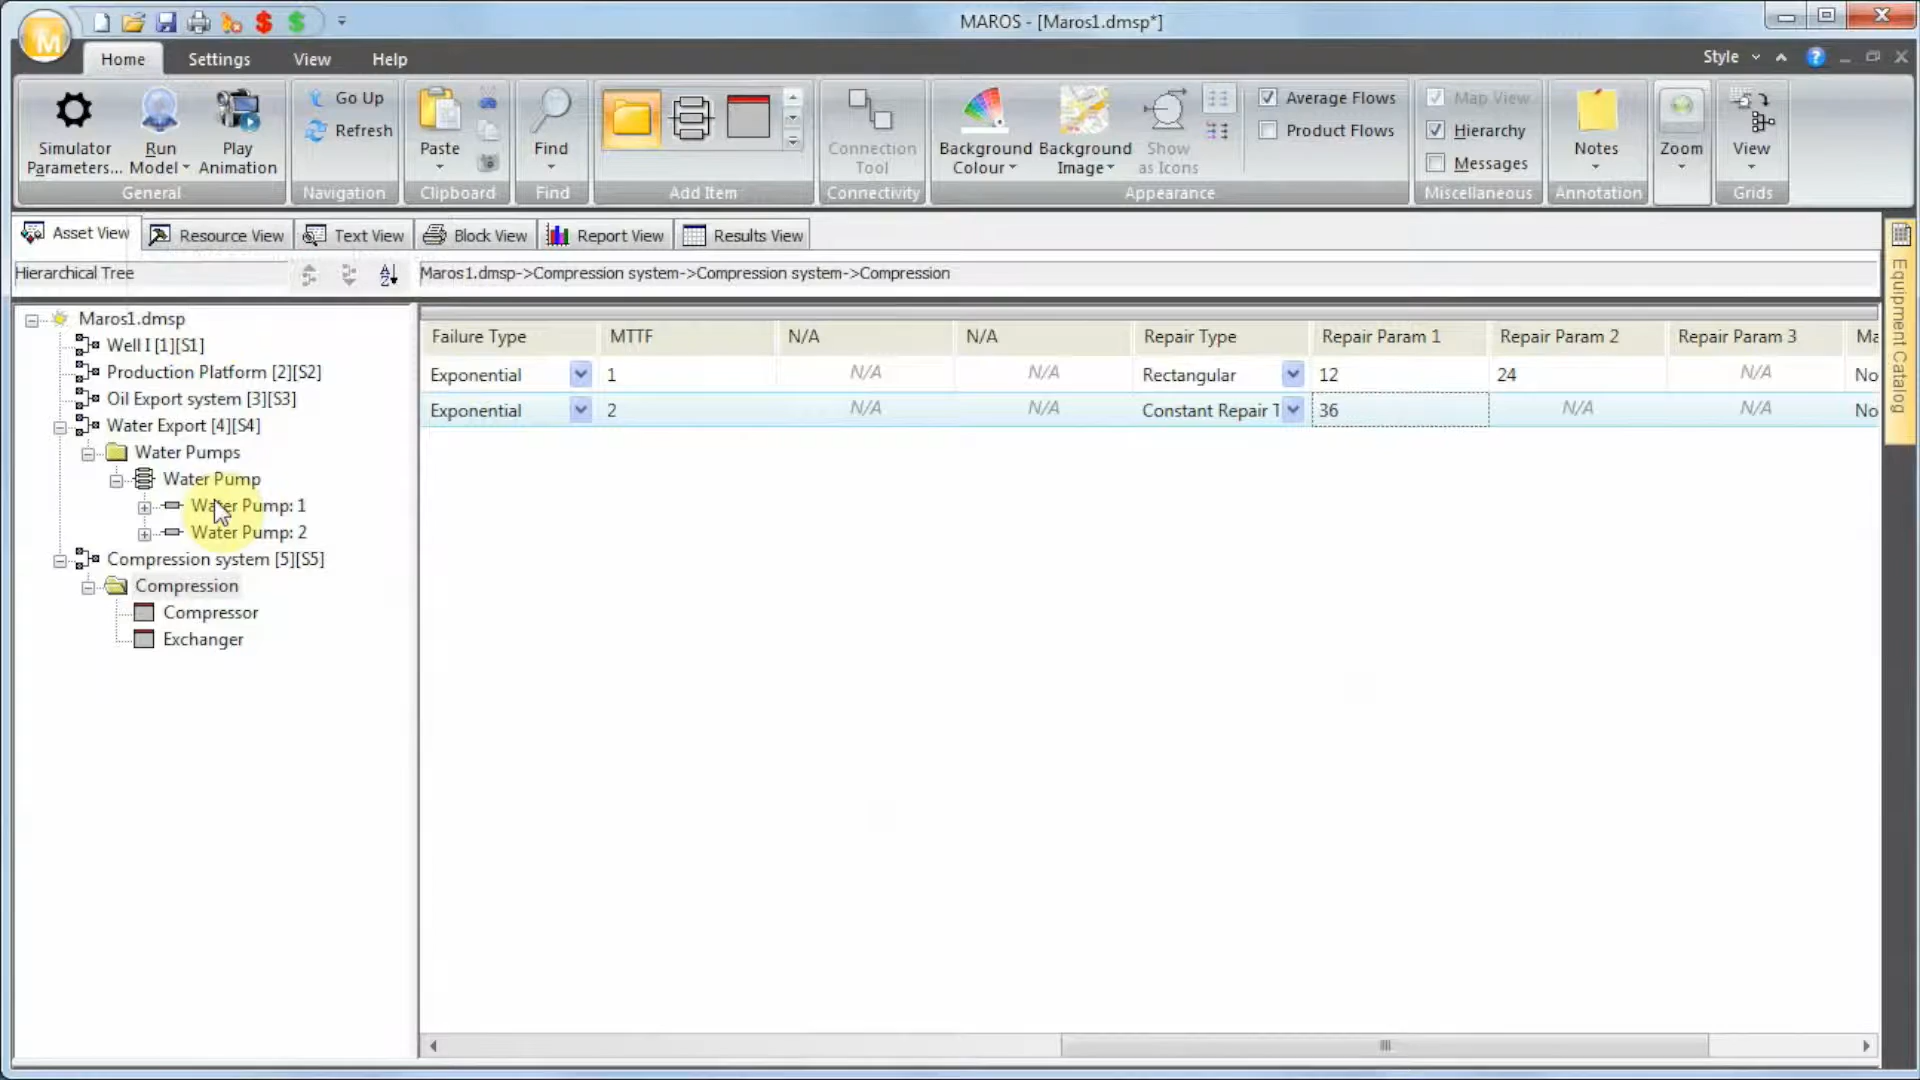 MAROS - [Maros1.dmsp*]
Home
Settings
View
Help
Style
Simulator Parameters...
Run Model
Play Animation
General
Go Up
Refresh
Navigation
Paste
Clipboard
Find
Find
Add Item
Connection Tool
Connectivity
Background Colour
Background Image
Show as Icons
Average Flows
Product Flows
Appearance
Map View
Hierarchy
Messages
Miscellaneous
Notes
Annotation
Zoom
View
Grids
Asset View
Resource View
Text View
Block View
Report View
Results View
Hierarchical Tree
Maros1.dmsp->Compression system->Compression system->Compression
Equipment Catalog
Maros1.dmsp
Well I [1][S1]
Production Platform [2][S2]
Oil Export system [3][S3]
Water Export [4][S4]
Water Pumps
Water Pump
Water Pump: 1
Water Pump: 2
Compression system [5][S5]
Compression
Compressor
Exchanger
Failure Type MTTF N/A N/A Repair Type Repair Param 1 Repair Param 2 Repair Param 3 Ma
Exponential 1 N/A N/A Rectangular 12 24 N/A No
Exponential 2 N/A N/A Constant Repair T 36 N/A N/A No